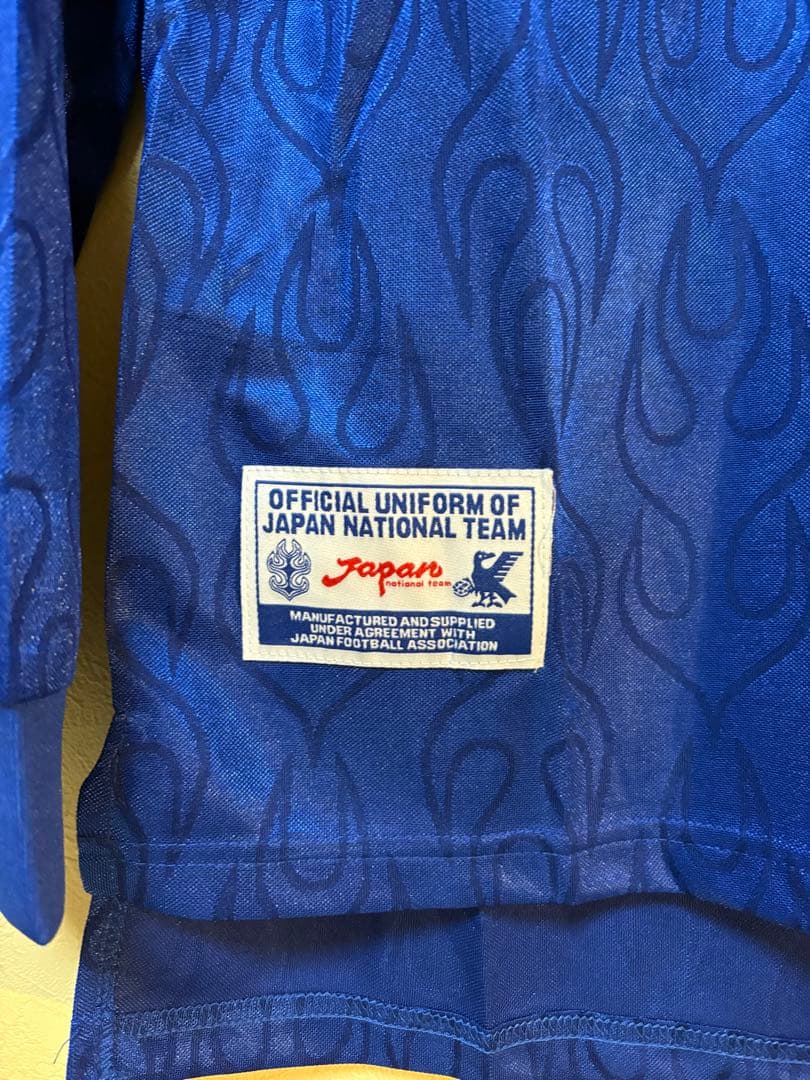 OFFICIAL UNIFORM OF
JAPAN NATIONAL TEAM
Japan
national team
MANUFACTURED AND SUPPLIED
UNDER AGREEMENT WITH
JAPAN FOOTBALL ASSOCIATION